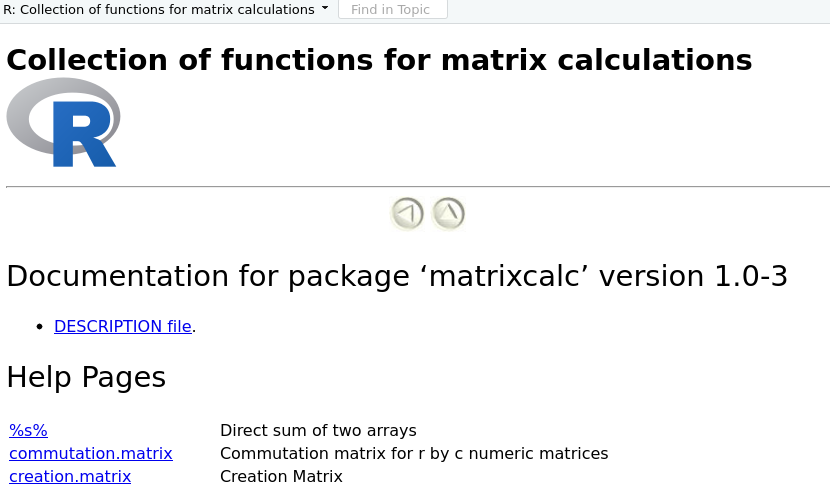 R: Collection of functions for matrix calculations Find in Topic
Collection of functions for matrix calculations
R
Documentation for package ‘matrixcalc’ version 1.0-3
• DESCRIPTION file.
Help Pages
%s% Direct sum of two arrays
commutation.matrix Commutation matrix for r by c numeric matrices
creation.matrix Creation Matrix